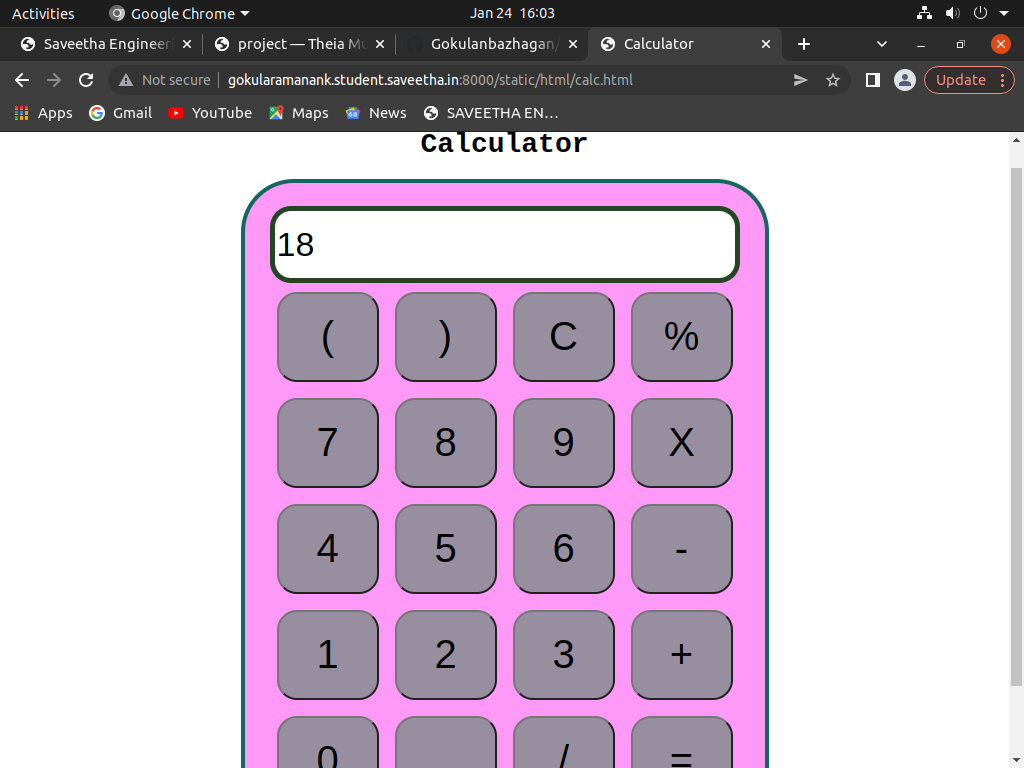 Activities Google Chrome Jan 24 16:03
Saveetha Engineeri project — Theia Mu Gokulanbazhagan/ Calculator
Not secure gokularamanank.student.saveetha.in:8000/static/html/calc.html Update
Apps Gmail YouTube Maps News SAVEETHA EN...
Calculator
18
( ) C %
7 8 9 X
4 5 6 -
1 2 3 +
0 / =